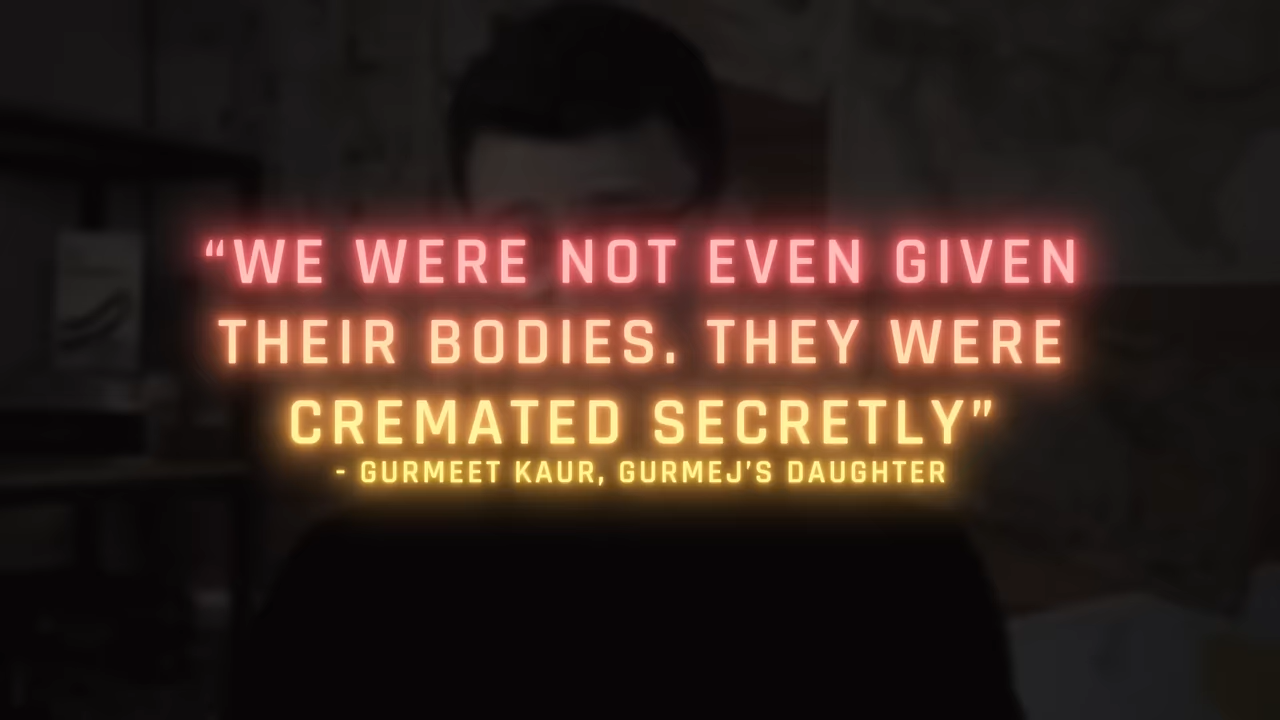 “WE WERE NOT EVEN GIVEN
THEIR BODIES. THEY WERE
CREMATED SECRETLY”
- GURMEET KAUR, GURMEJ’S DAUGHTER